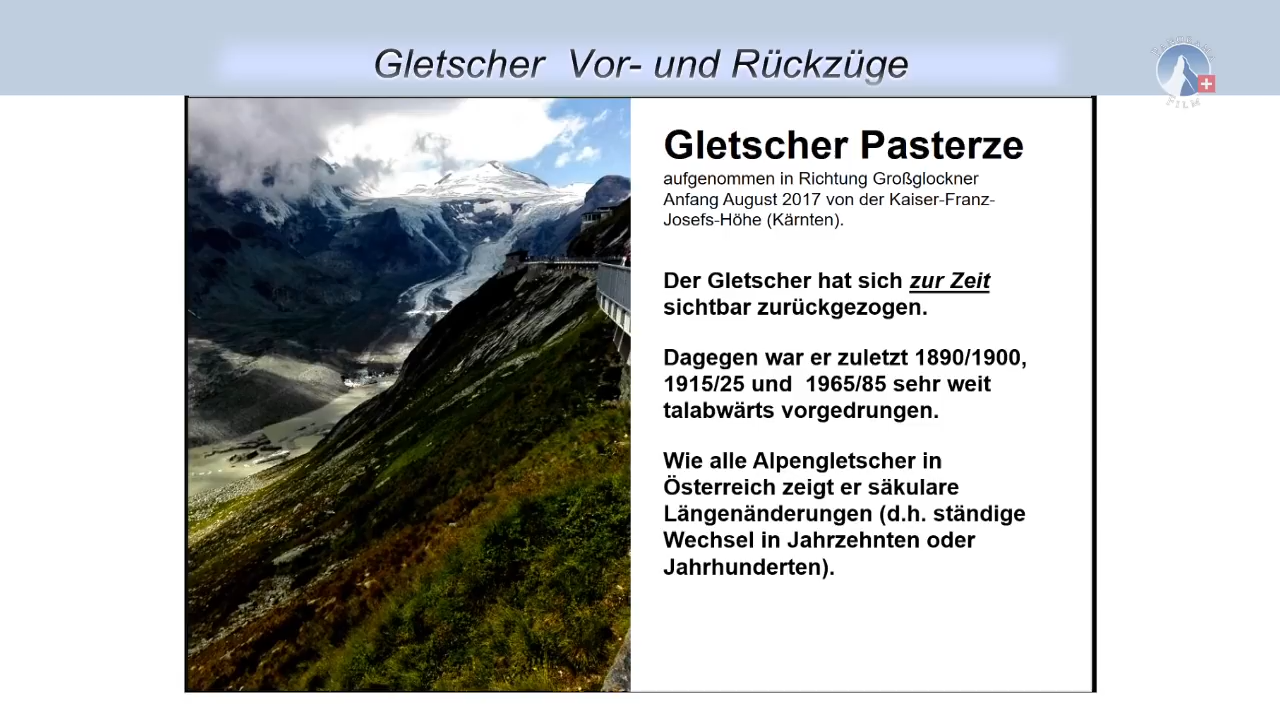 Gletscher Vor- und Rückzüge
PANORAMA
FILM
Gletscher Pasterze
aufgenommen in Richtung Großglockner
Anfang August 2017 von der Kaiser-Franz-
Josefs-Höhe (Kärnten).
Der Gletscher hat sich zur Zeit
sichtbar zurückgezogen.
Dagegen war er zuletzt 1890/1900,
1915/25 und 1965/85 sehr weit
talabwärts vorgedrungen.
Wie alle Alpengletscher in
Österreich zeigt er säkulare
Längenänderungen (d.h. ständige
Wechsel in Jahrzehnten oder
Jahrhunderten).